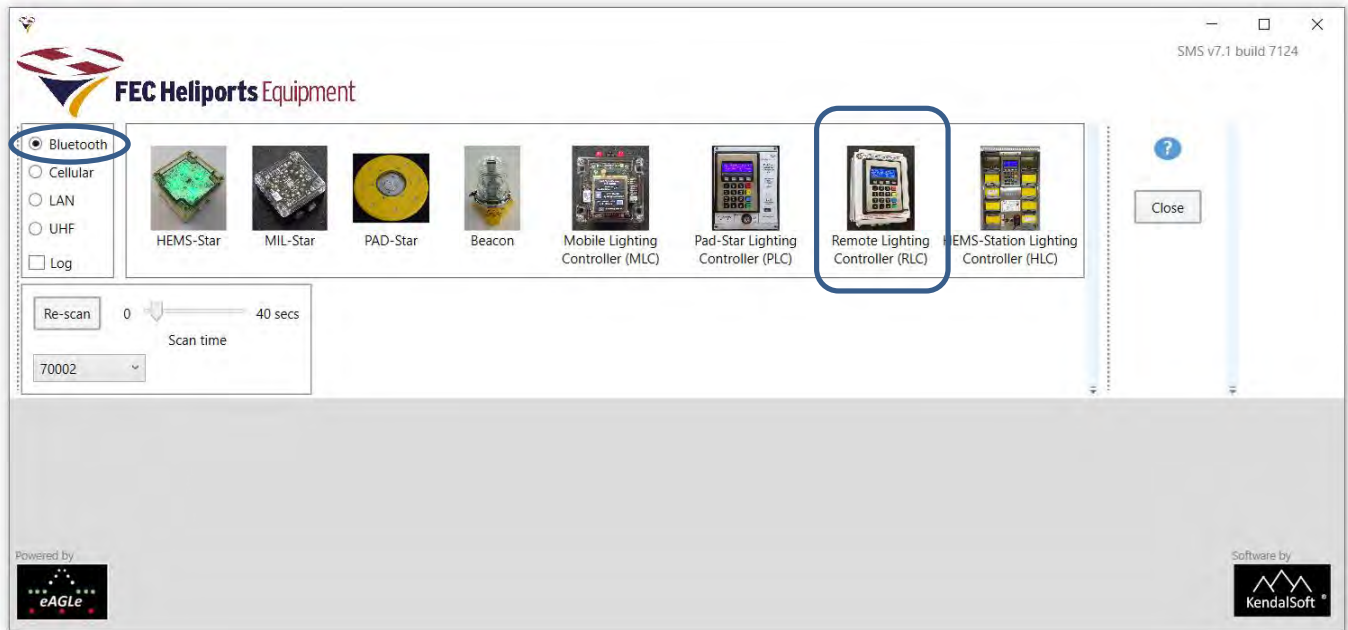 SMS v7.1 build 7124
FEC Heliports Equipment
Bluetooth
Cellular
LAN
UHF
Log
HEMS-Star
MIL-Star
PAD-Star
Beacon
Mobile Lighting
Controller (MLC)
Pad-Star Lighting
Controller (PLC)
Remote Lighting
Controller (RLC)
HEMS-Station Lighting
Controller (HLC)
?
Close
Re-scan
0
40 secs
Scan time
70002
Powered by
eAGLe
Software by
KendalSoft